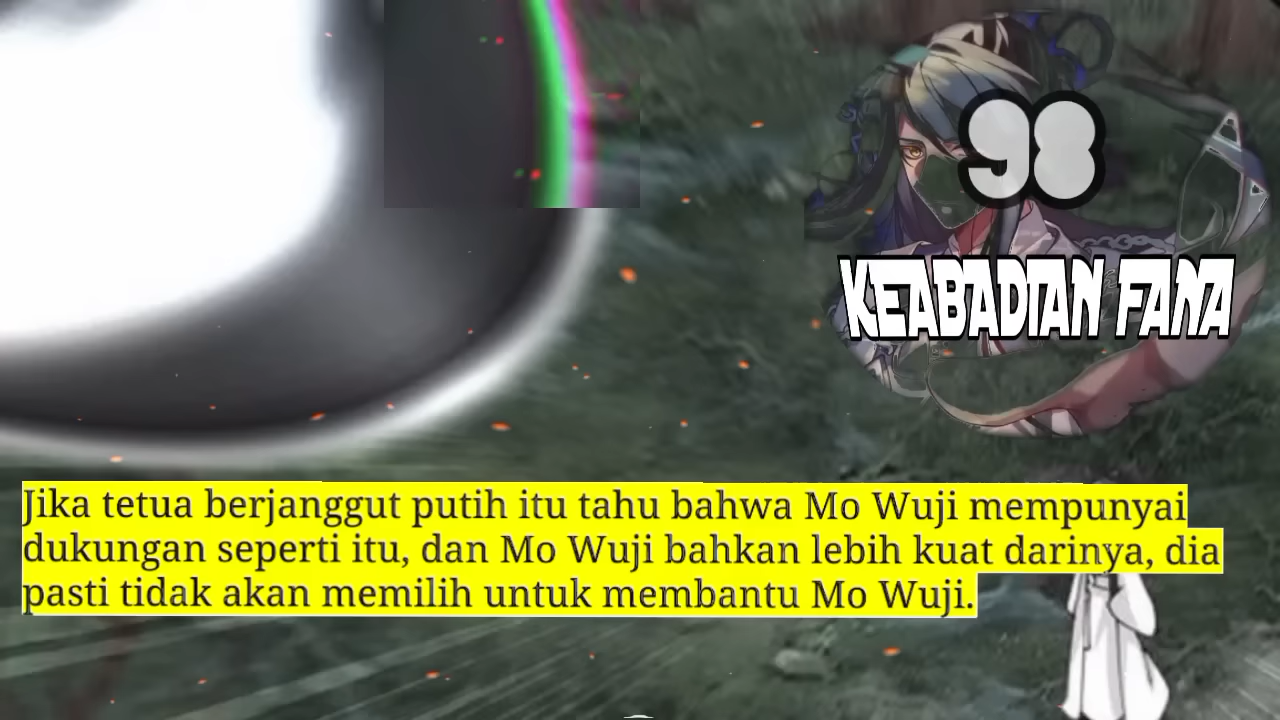 98
KEABADIAN FANA
Jika tetua berjanggut putih itu tahu bahwa Mo Wuji mempunyai
dukungan seperti itu, dan Mo Wuji bahkan lebih kuat darinya, dia
pasti tidak akan memilih untuk membantu Mo Wuji.